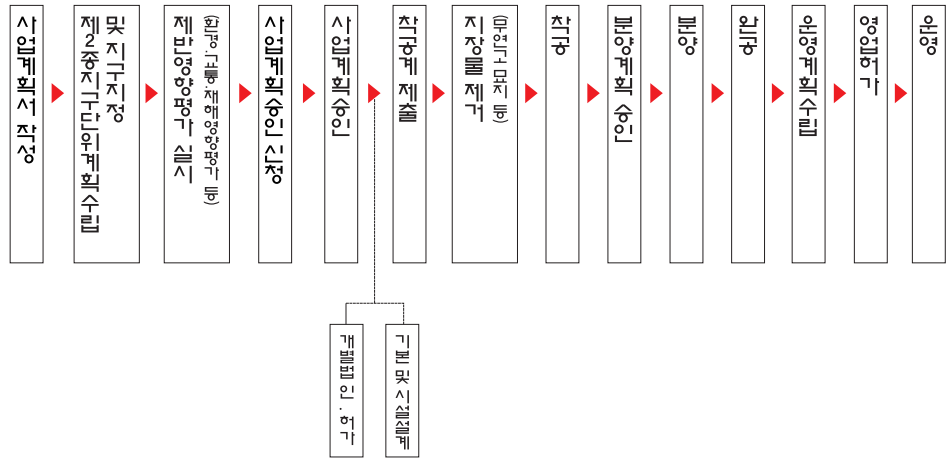 사업계획서 작성
제2종지구단위계획수립
및 지구지정
제반영향평가 실시
(환경.교통.재해영향평가 등)
사업계획승인신청
사업계획승인
착공계 제출
지장물 제거
(무연고 묘지 등)
착공
분양계획 승인
분양
완공
운영계획수립
영업허가
운영
개별법 인.허가
기본 및 시설설계